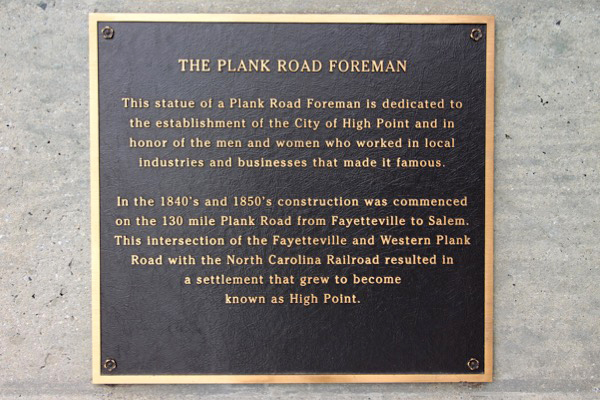 THE PLANK ROAD FOREMAN
This statue of a Plank Road Foreman is dedicated to
the establishment of the City of High Point and in
honor of the men and women who worked in local
industries and businesses that made it famous.
In the 1840's and 1850's construction was commenced
on the 130 mile Plank Road from Fayetteville to Salem.
This intersection of the Fayetteville and Western Plank
Road with the North Carolina Railroad resulted in
a settlement that grew to become
known as High Point.